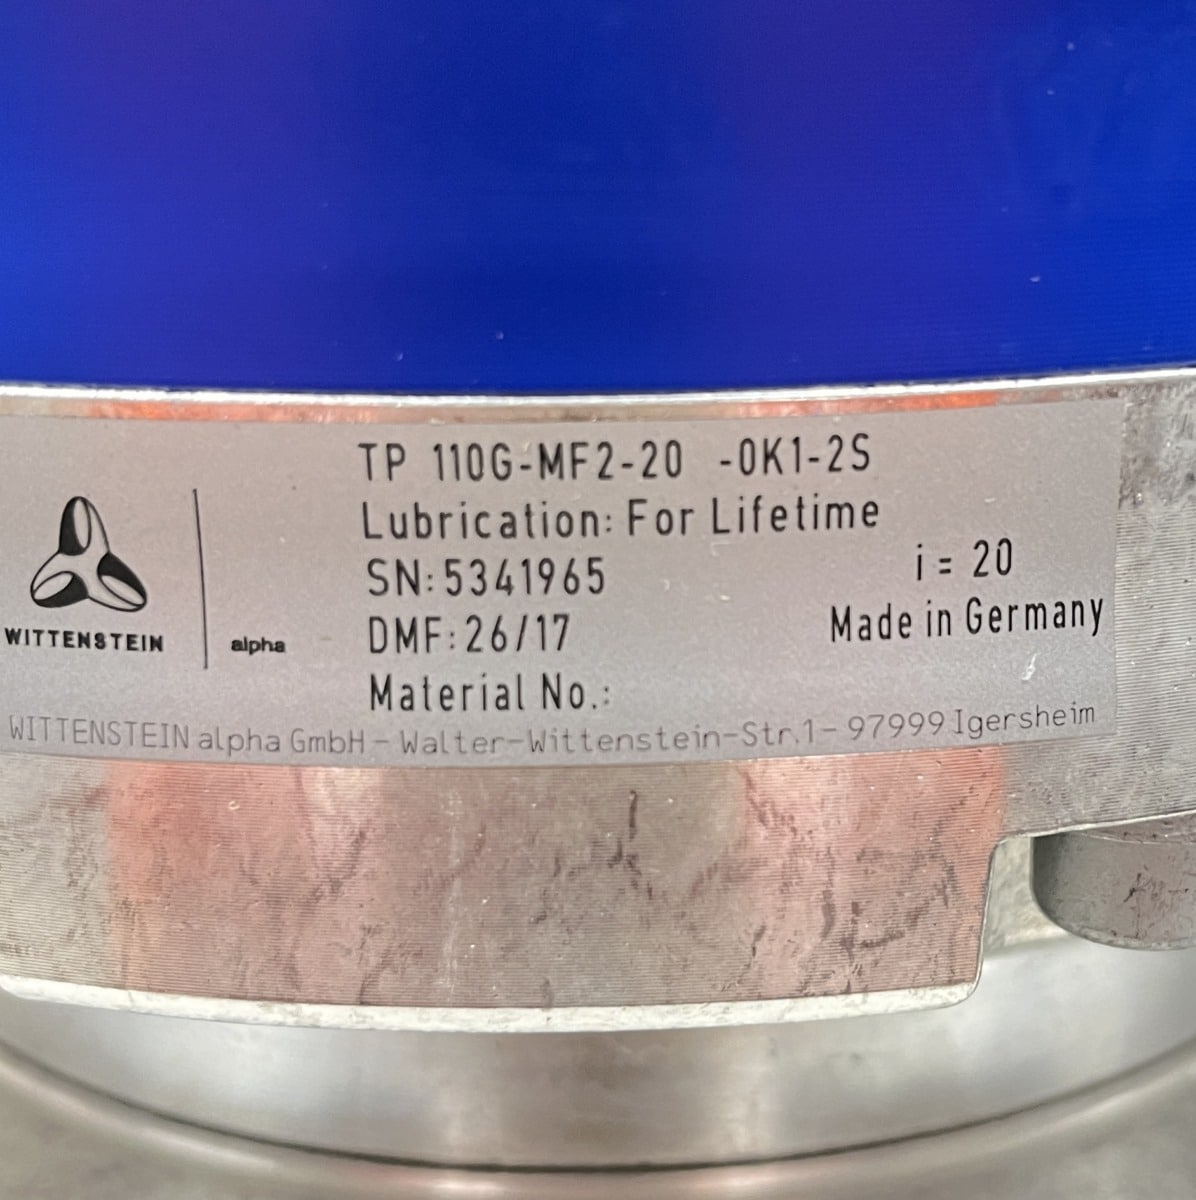 TP 110G-MF2-20 -0K1-2S
Lubrication: For Lifetime
SN:5341965
i = 20
DMF:26/17
Made in Germany
Material No.:
WITTENSTEIN
alpha
WITTENSTEIN alpha GmbH - Walter-Wittenstein-Str.1- 97999 Igersheim